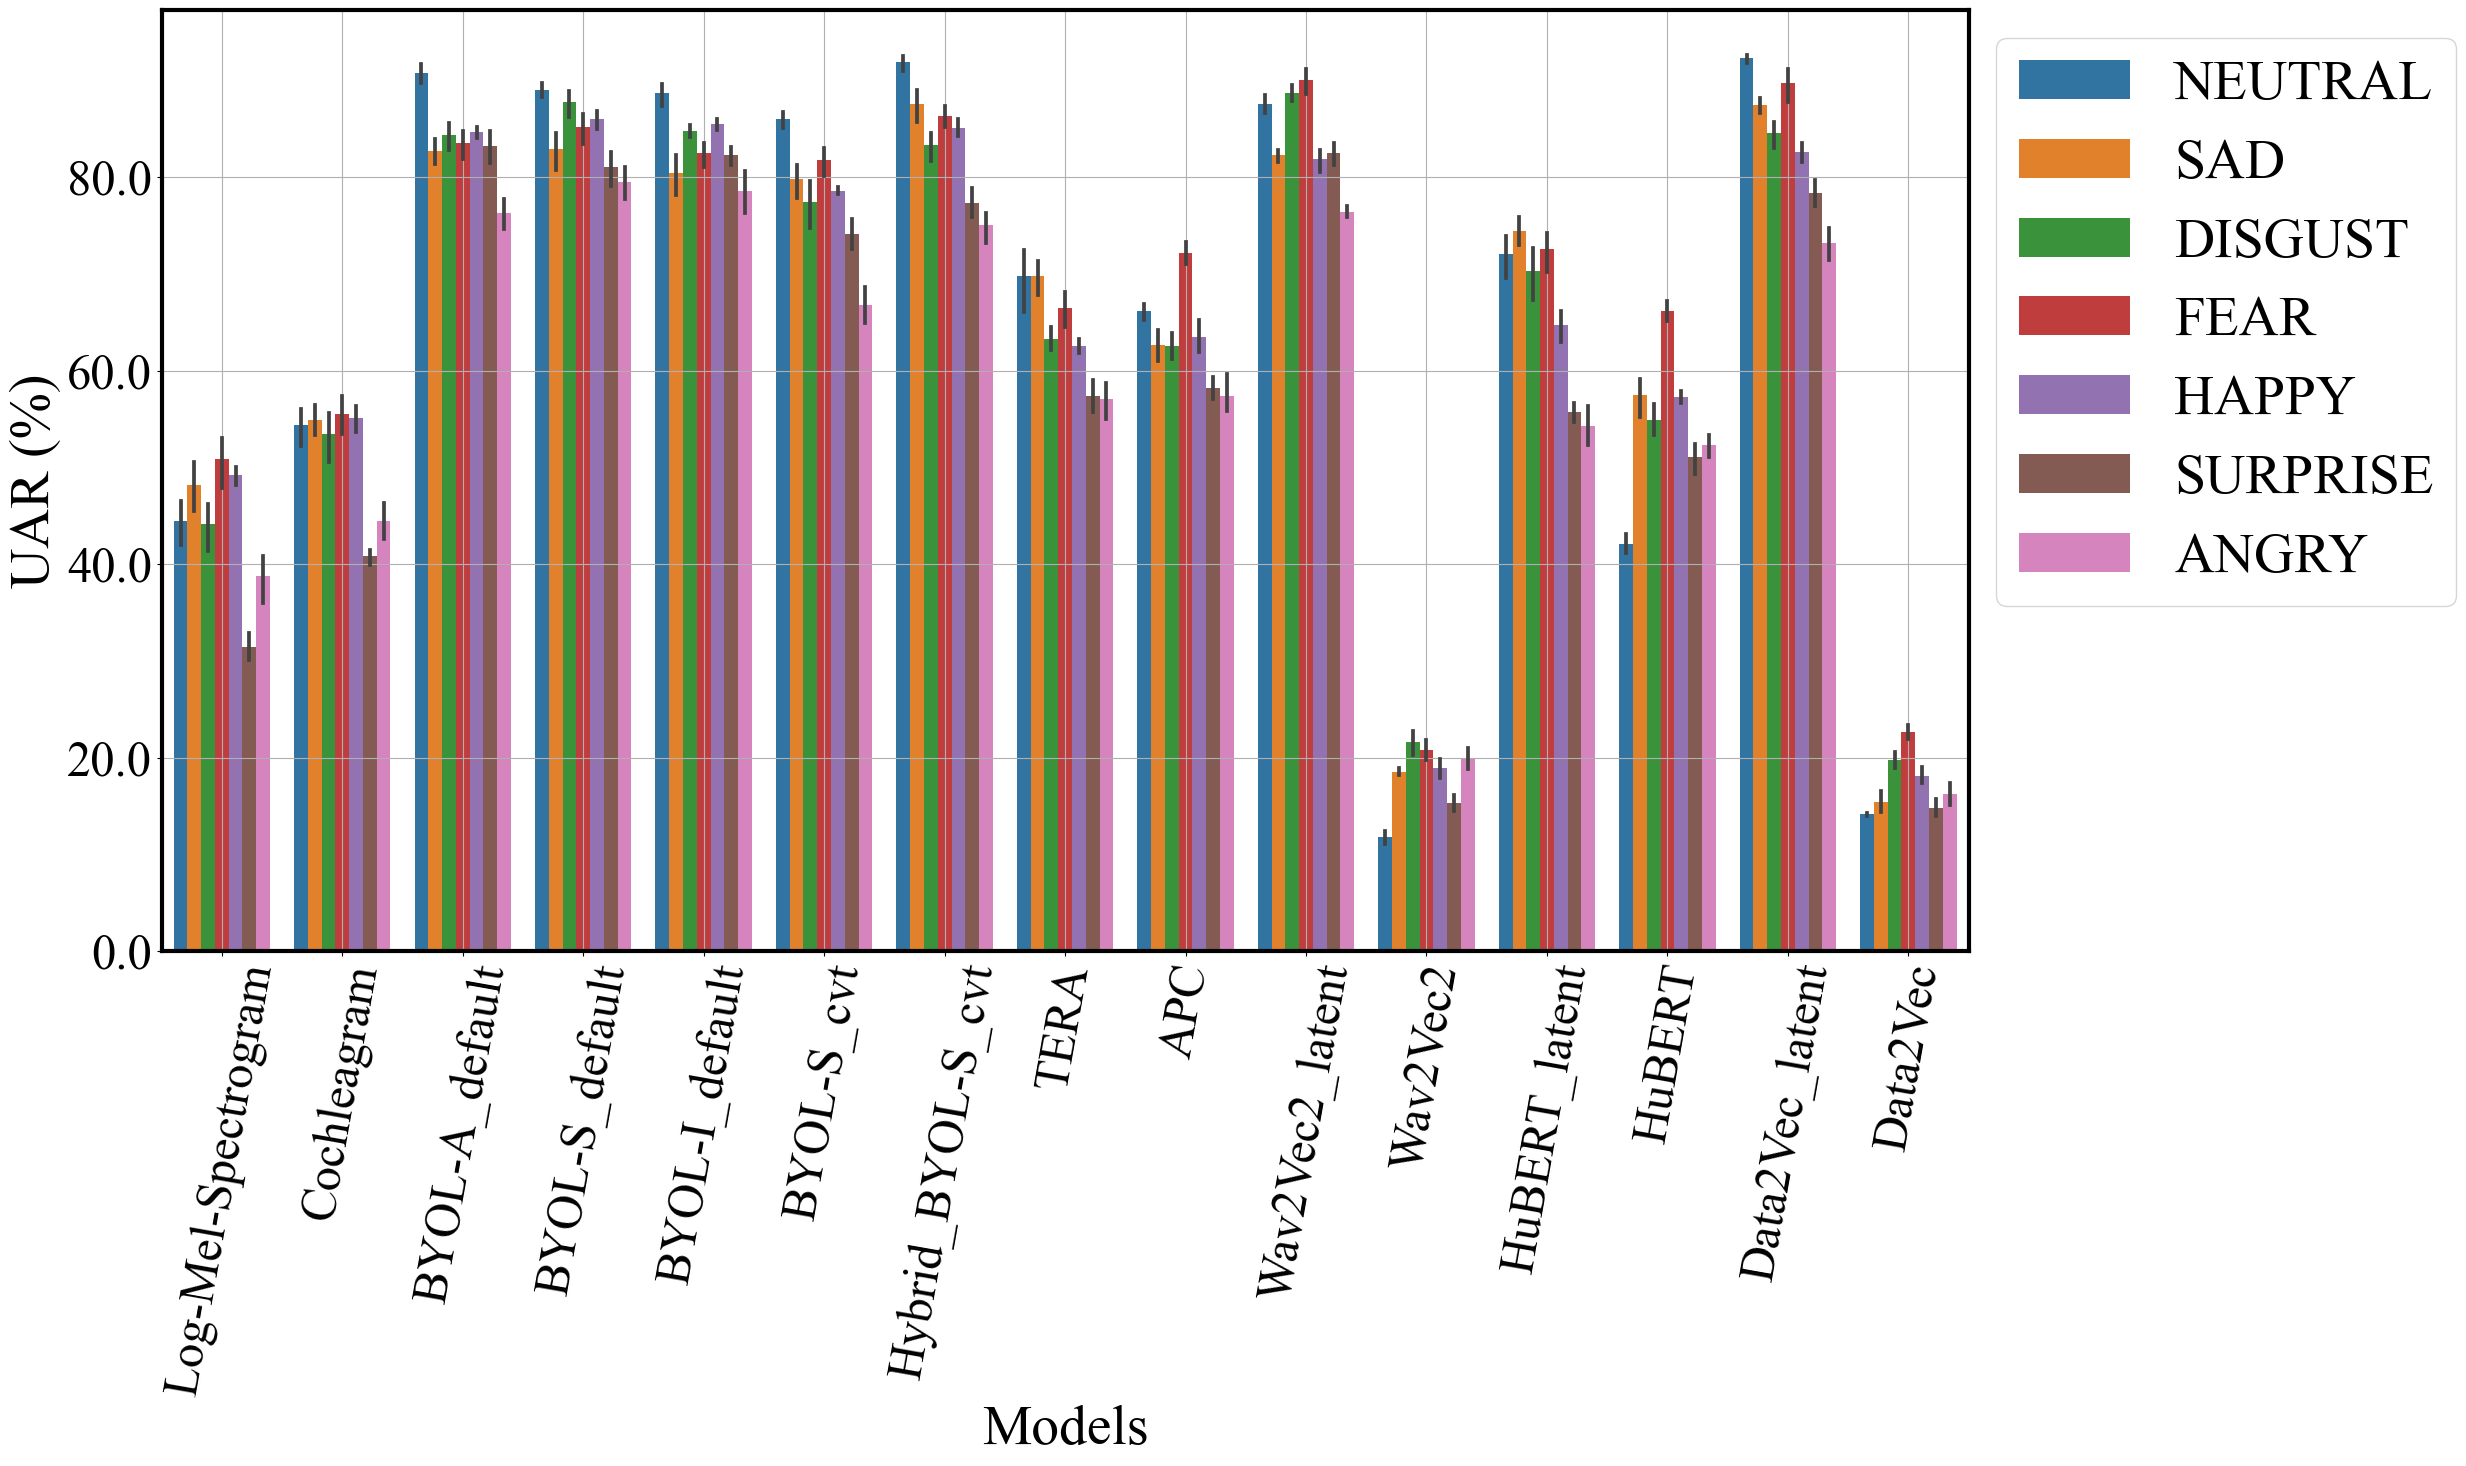 UAR (%)
80.0
60.0
40.0
20.0
0.0
NEUTRAL
SAD
DISGUST
FEAR
HAPPY
SURPRISE
ANGRY
Log-Mel-Spectrogram
Cochleagram
BYOL-A_default
BYOL-S_default
BYOL-I_default
BYOL-S_cvt
Hybrid_BYOL-S_cvt
TERA
APC
Wav2Vec2_latent
Wav2Vec2
HuBERT_latent
HuBERT
Data2Vec_latent
Data2Vec
Models